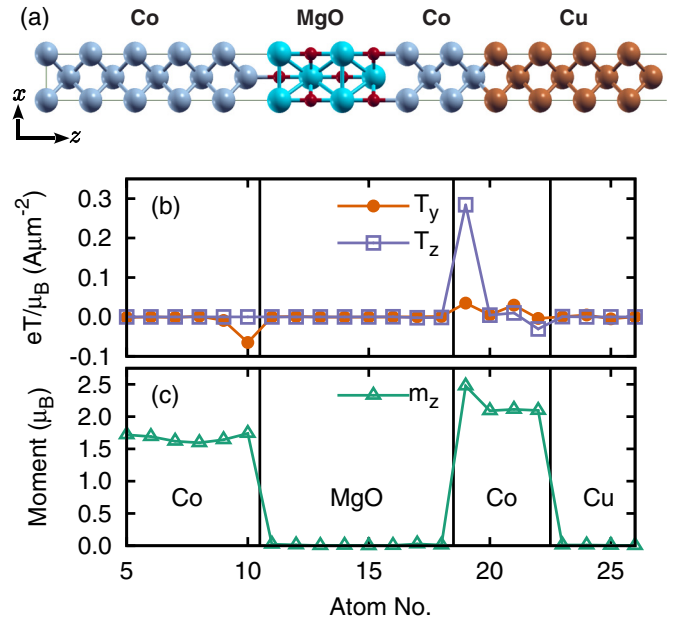 (a) Co MgO Co Cu
x
z
(b)
T_y
T_z
eT/μ_B (Aμm⁻²)
0.3
0.2
0.1
0.0
-0.1
(c)
m_z
Moment (μ_B)
2.5
2.0
1.5
1.0
0.5
0.0
Co MgO Co Cu
5 10 15 20 25
Atom No.